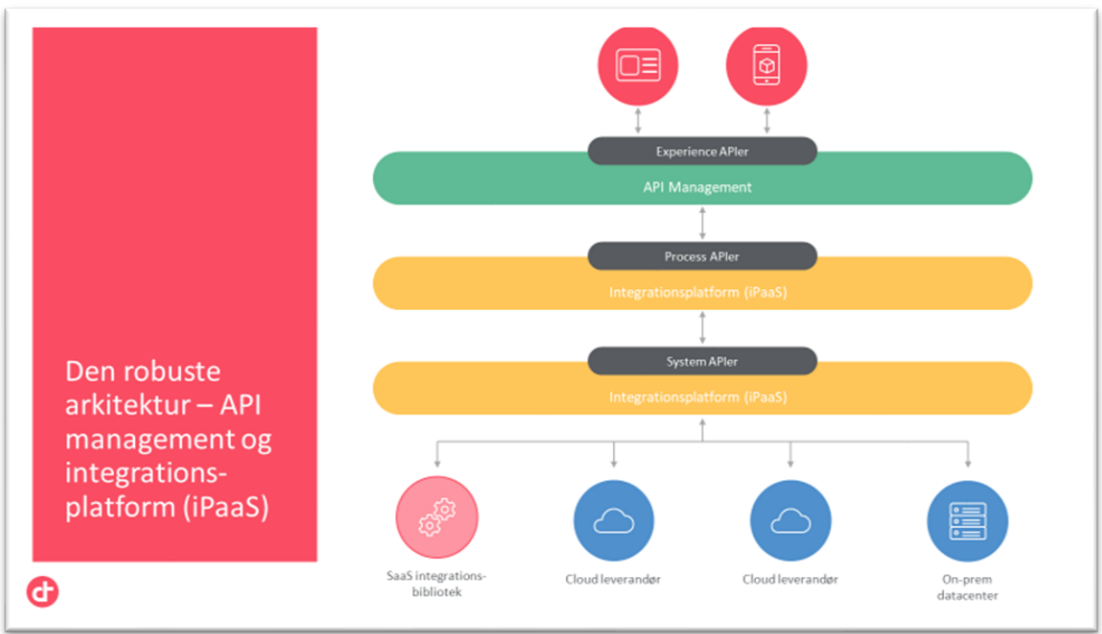 Den robuste
arkitektur – API
management og
integrations-
platform (iPaaS)
Experience APIer
API Management
Process APIer
Integrationsplatform (iPaaS)
System APIer
Integrationsplatform (iPaaS)
SaaS integrations-
bibliotek
Cloud leverandør
Cloud leverandør
On-prem
datacenter